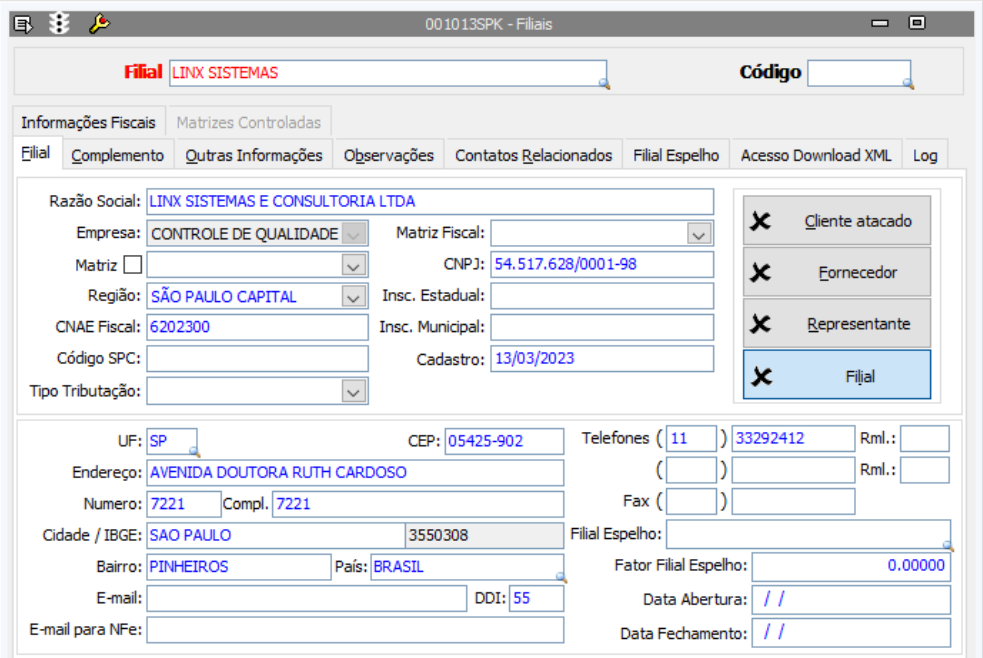 001013SPK - Filiais
Filial LINX SISTEMAS Código
Informações Fiscais Matrizes Controladas
Filial Complemento Outras Informações Observações Contatos Relacionados Filial Espelho Acesso Download XML Log
Razão Social: LINX SISTEMAS E CONSULTORIA LTDA
Cliente atacado
Empresa: CONTROLE DE QUALIDADE Matriz Fiscal:
Matriz CNPJ: 54.517.628/0001-98
Fornecedor
Região: SÃO PAULO CAPITAL Insc. Estadual:
CNAE Fiscal: 6202300 Insc. Municipal:
Representante
Código SPC: Cadastro: 13/03/2023
Filial
Tipo Tributação:
UF: SP CEP: 05425-902 Telefones ( 11 ) 33292412 Rml.:
Endereço: AVENIDA DOUTORA RUTH CARDOSO ( ) Rml.:
Numero: 7221 Compl. 7221 Fax ( )
Cidade / IBGE: SAO PAULO 3550308 Filial Espelho:
Bairro: PINHEIROS País: BRASIL Fator Filial Espelho: 0.00000
E-mail: DDI: 55 Data Abertura: / /
E-mail para NFe: Data Fechamento: / /